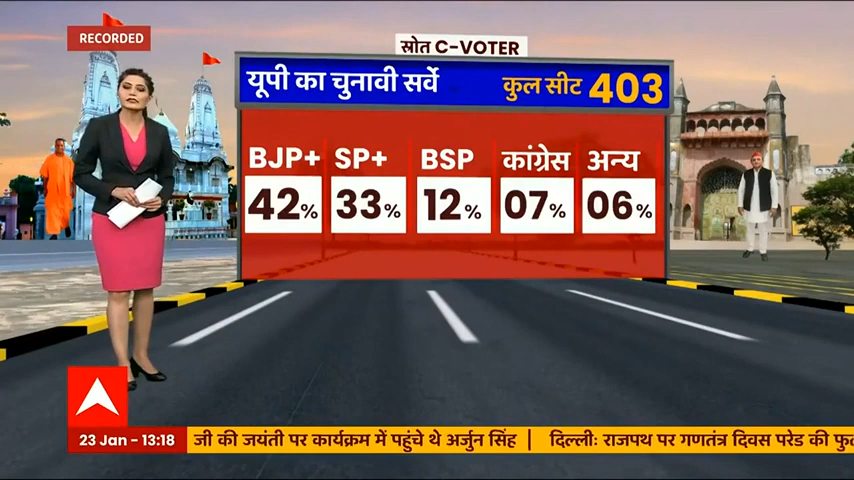 RECORDED
स्रोत C-VOTER
यूपी का चुनावी सर्वे कुल सीट 403
BJP+ SP+ BSP कांग्रेस अन्य
42% 33% 12% 07% 06%
23 Jan - 13:18 जी की जयंती पर कार्यक्रम में पहुंचे थे अर्जुन सिंह | दिल्लीः राजपथ पर गणतंत्र दिवस परेड की